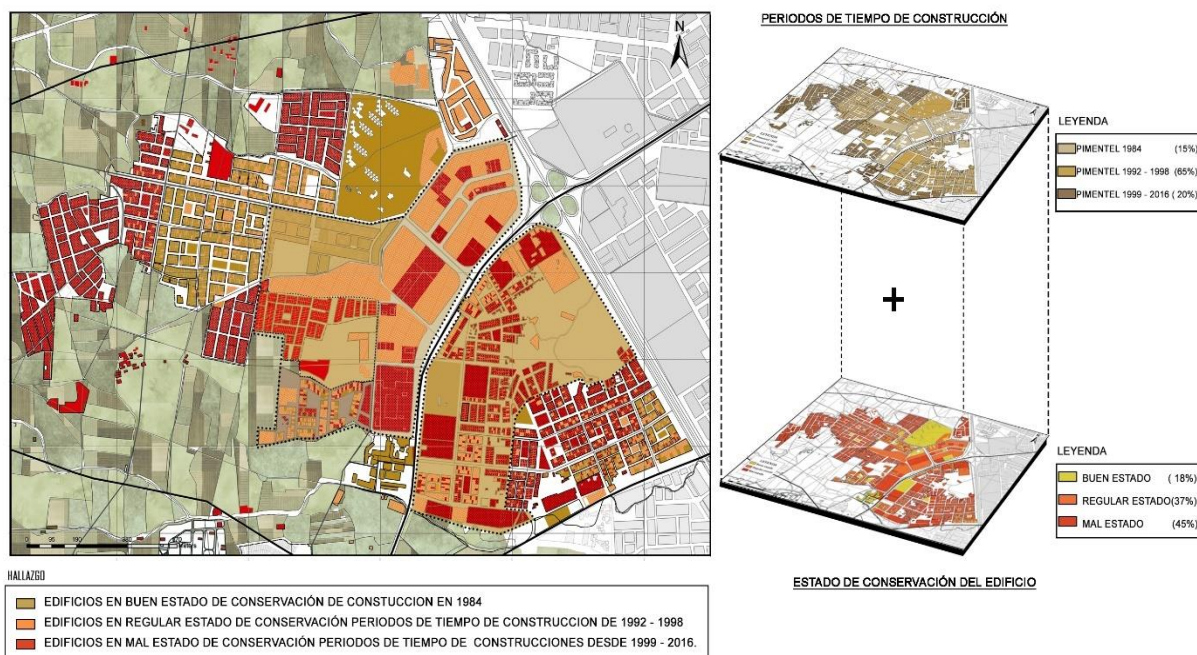 PERIODOS DE TIEMPO DE CONSTRUCCIÓN
N
LEYENDA
PIMENTEL 1984 (15%)
PIMENTEL 1992 - 1998 (65%)
PIMENTEL 1999 - 2016 ( 20%)
+
LEYENDA
BUEN ESTADO ( 18%)
REGULAR ESTADO(37%)
MAL ESTADO (45%)
ESTADO DE CONSERVACIÓN DEL EDIFICIO
0 95 190
HALLAZGO
EDIFICIOS EN BUEN ESTADO DE CONSERVACIÓN DE CONSTUCCION EN 1984
EDIFICIOS EN REGULAR ESTADO DE CONSERVACIÓN PERIODOS DE TIEMPO DE CONSTRUCCION DE 1992 - 1998
EDIFICIOS EN MAL ESTADO DE CONSERVACIÓN PERIODOS DE TIEMPO DE CONSTRUCCIONES DESDE 1999 - 2016.